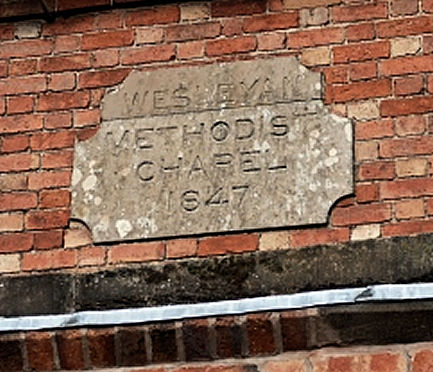 WESLEYAN
METHODIST
CHAPEL
1847